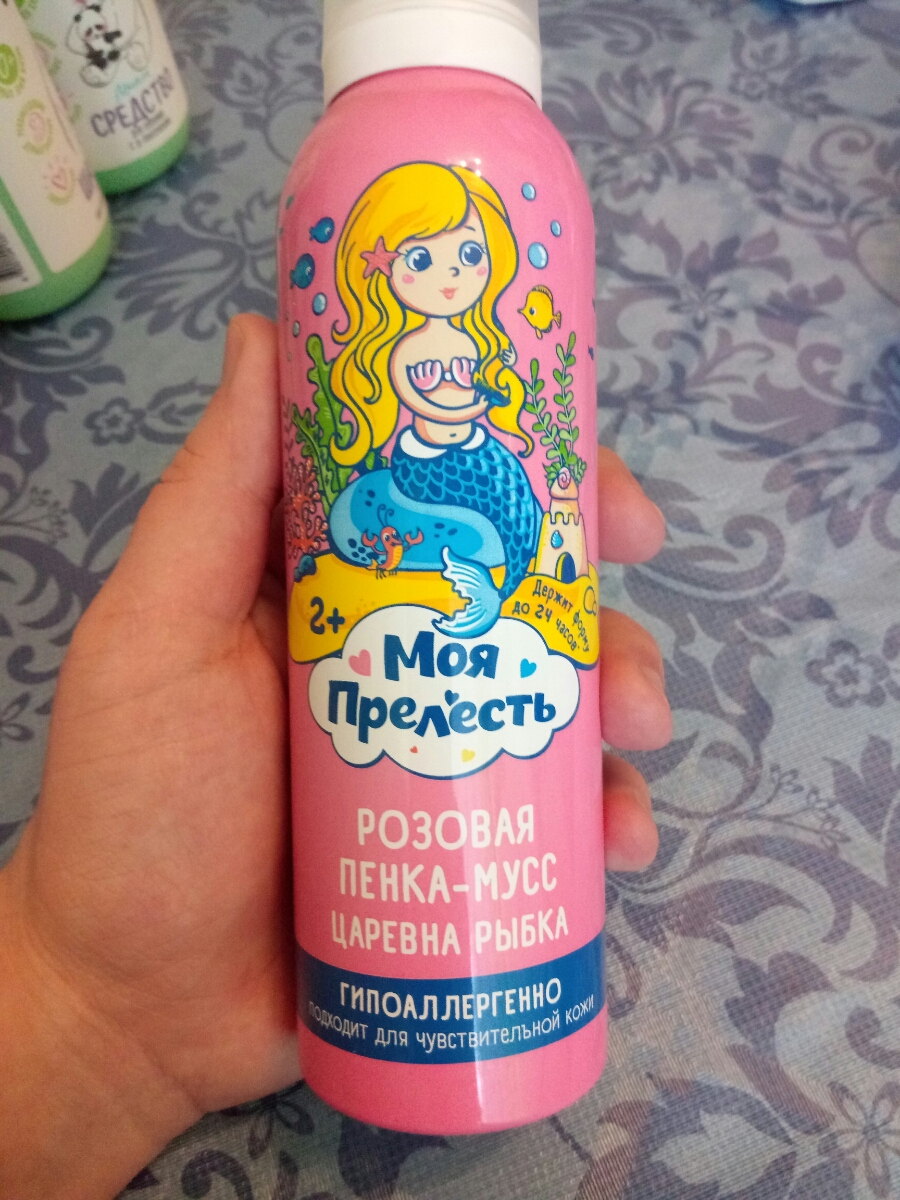 СРЕДСТВО
2+
Держит форму
до 24 часов*
Моя
Прелесть
РОЗОВАЯ
ПЕНКА-МУСС
ЦАРЕВНА РЫБКА
ГИПОАЛЛЕРГЕННО
подходит для чувствительной кожи